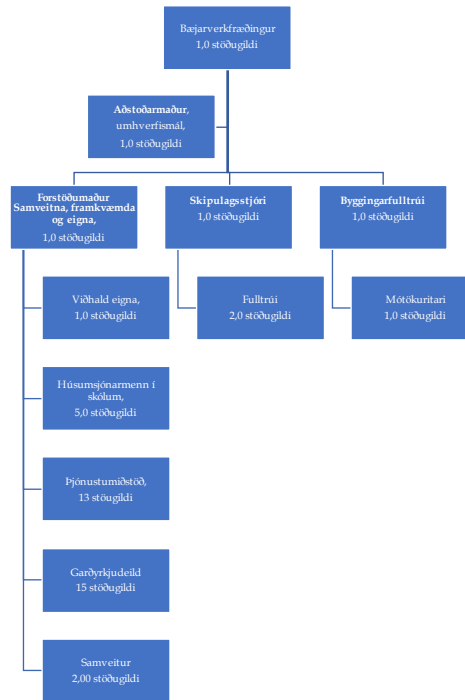 Bæjarverkfræðingur
1,0 stöðugildi
Aðstoðarmaður,
umhverfismál,
1,0 stöðugildi
Forstöðumaður
Samveitna, framkvæmda
og eigna,
1,0 stöðugildi
Skipulagsstjóri
1,0 stöðugildi
Byggingarfulltrúi
1,0 stöðugildi
Viðhald eigna,
1,0 stöðugildi
Fulltrúi
2,0 stöðugildi
Mótökuritari
1,0 stöðugildi
Húsumsjónarmenn í
skólum,
5,0 stöðugildi
Þjónustumiðstöð,
13 stöugildi
Garðyrkjudeild
15 stöðugildi
Samveitur
2,00 stöðugildi